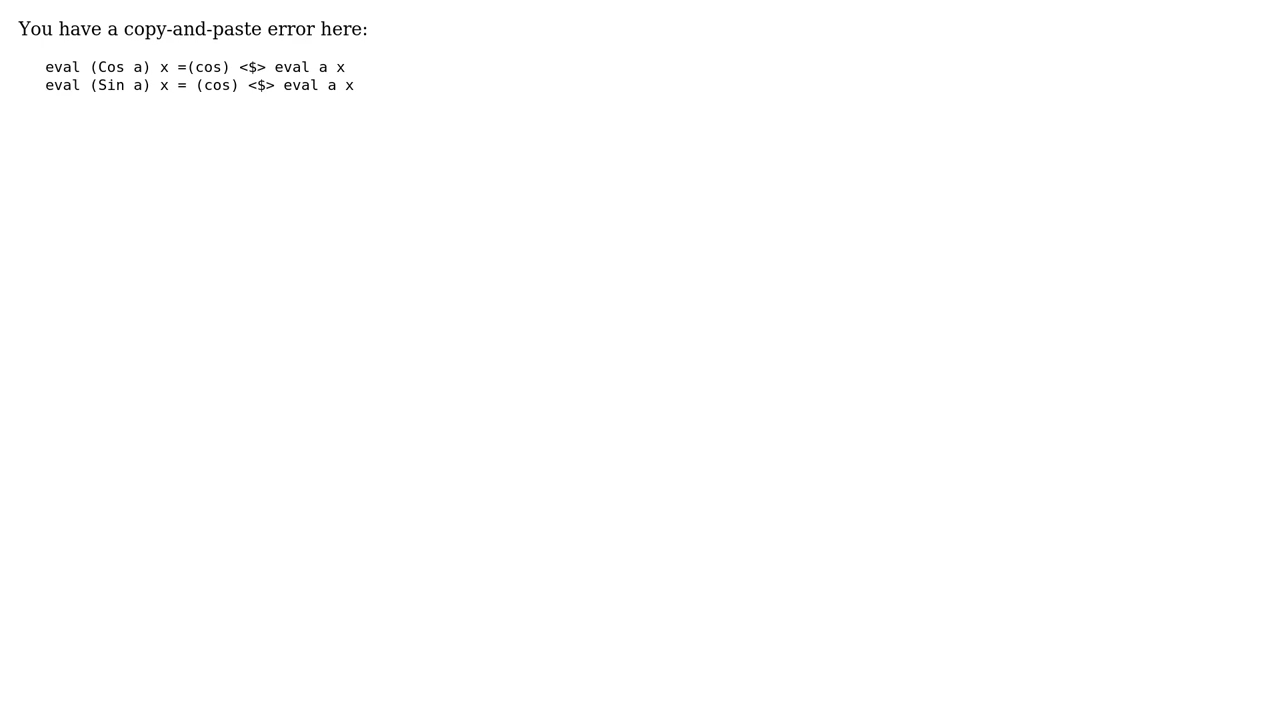 You have a copy-and-paste error here:
eval (Cos a) x =(cos) <$> eval a x
eval (Sin a) x = (cos) <$> eval a x